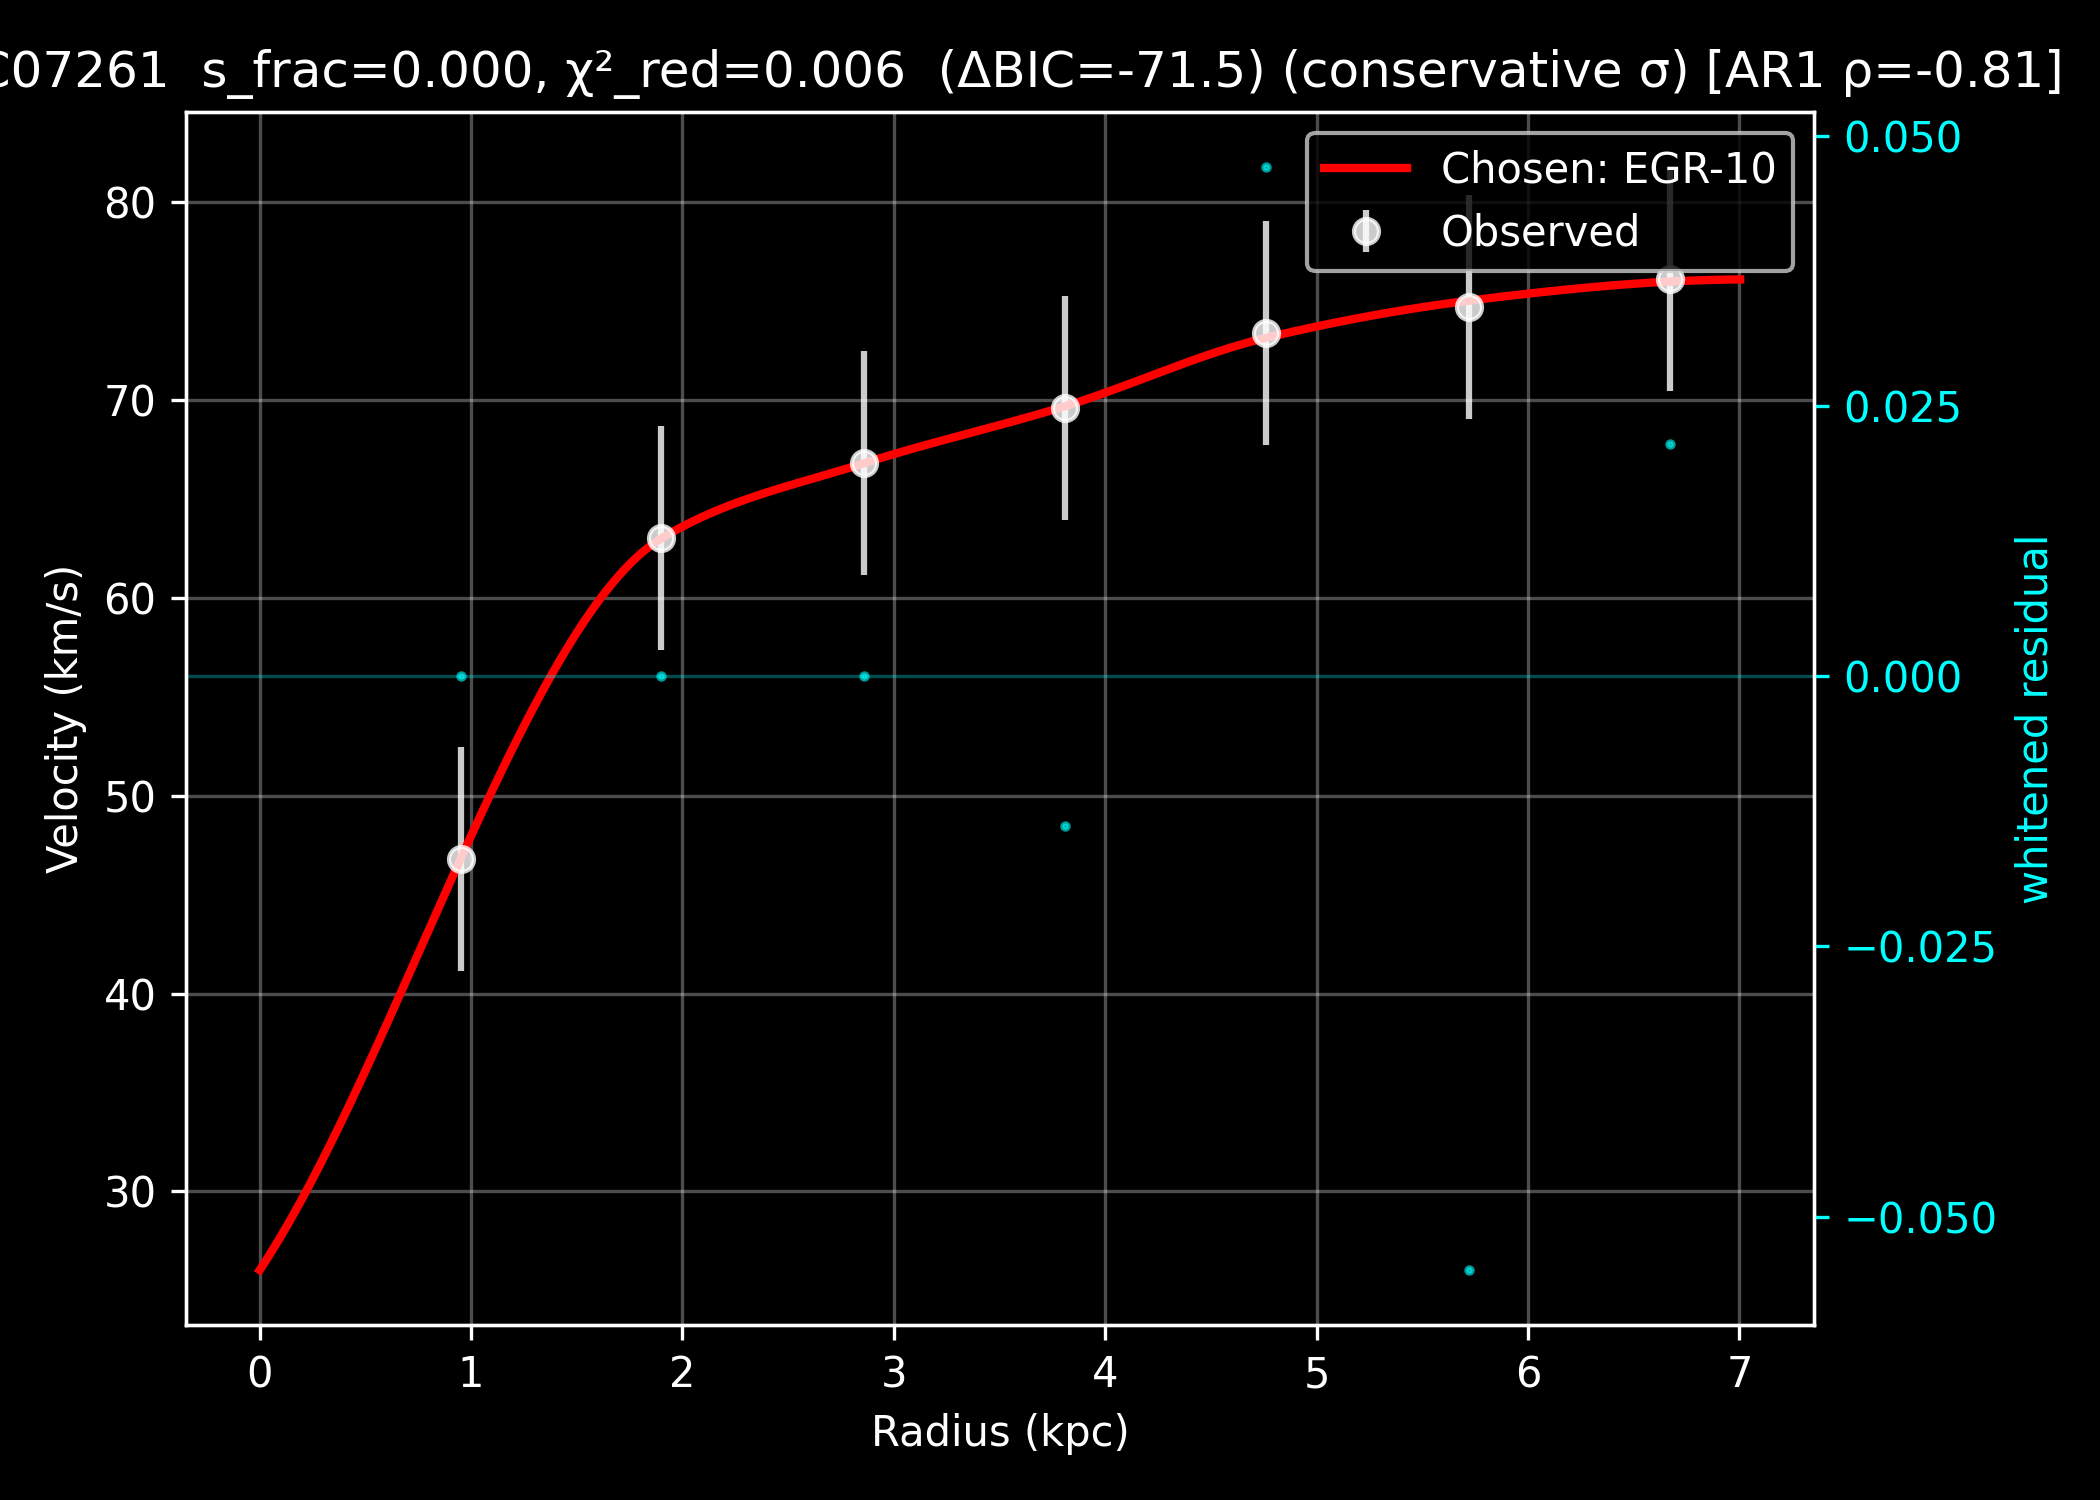 C07261 s_frac=0.000, χ²_red=0.006 (ΔBIC=-71.5) (conservative σ) [AR1 ρ=-0.81]
Chosen: EGR-10
Observed
Velocity (km/s)
80
70
60
50
40
30
0.050
0.025
0.000
−0.025
−0.050
whitened residual
0 1 2 3 4 5 6 7
Radius (kpc)